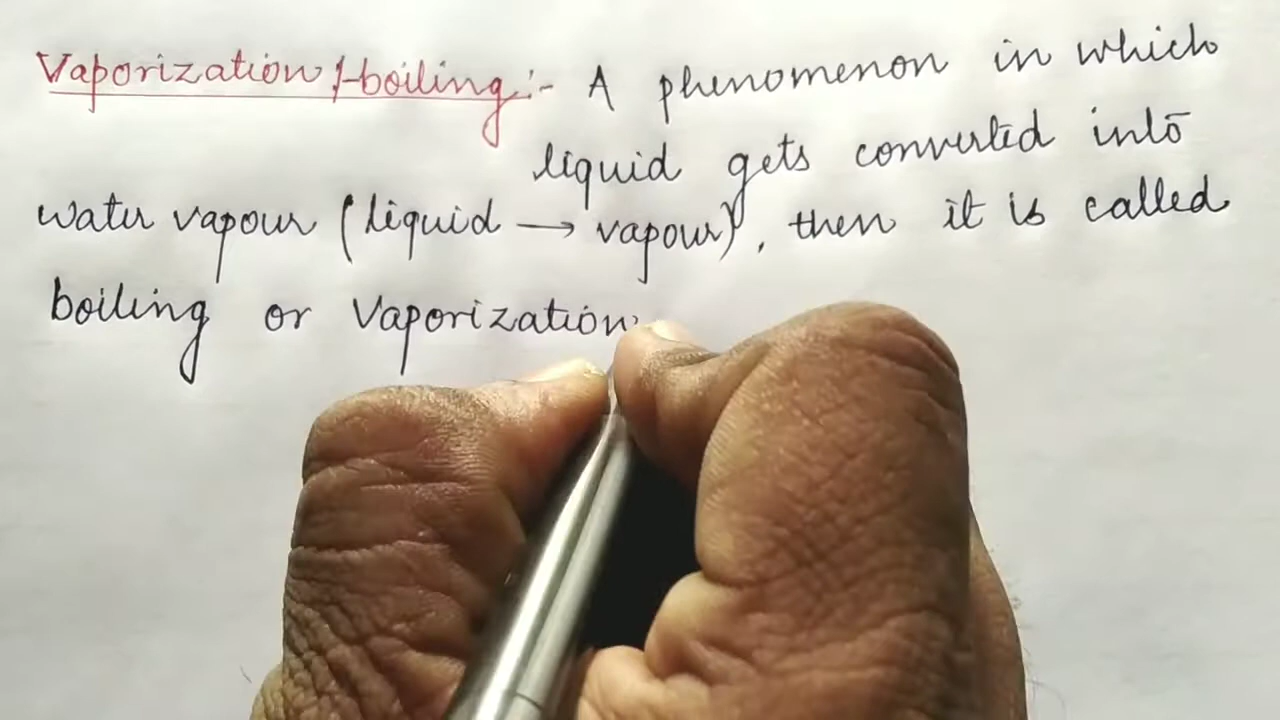 Vaporization/boiling:- A phenomenon in which
liquid gets converted into
water vapour (liquid → vapour), then it is called
boiling or Vaporization